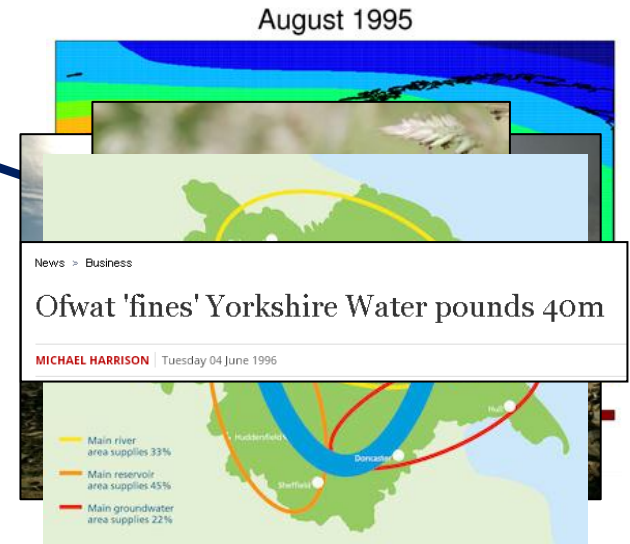 August 1995
News > Business
Ofwat 'fines' Yorkshire Water pounds 40m
MICHAEL HARRISON Tuesday 04 June 1996
Main river
area supplies 33%
Main reservoir
area supplies 45%
Main groundwater
area supplies 22%
Huddersfield
Hull
Doncaster
Sheffield